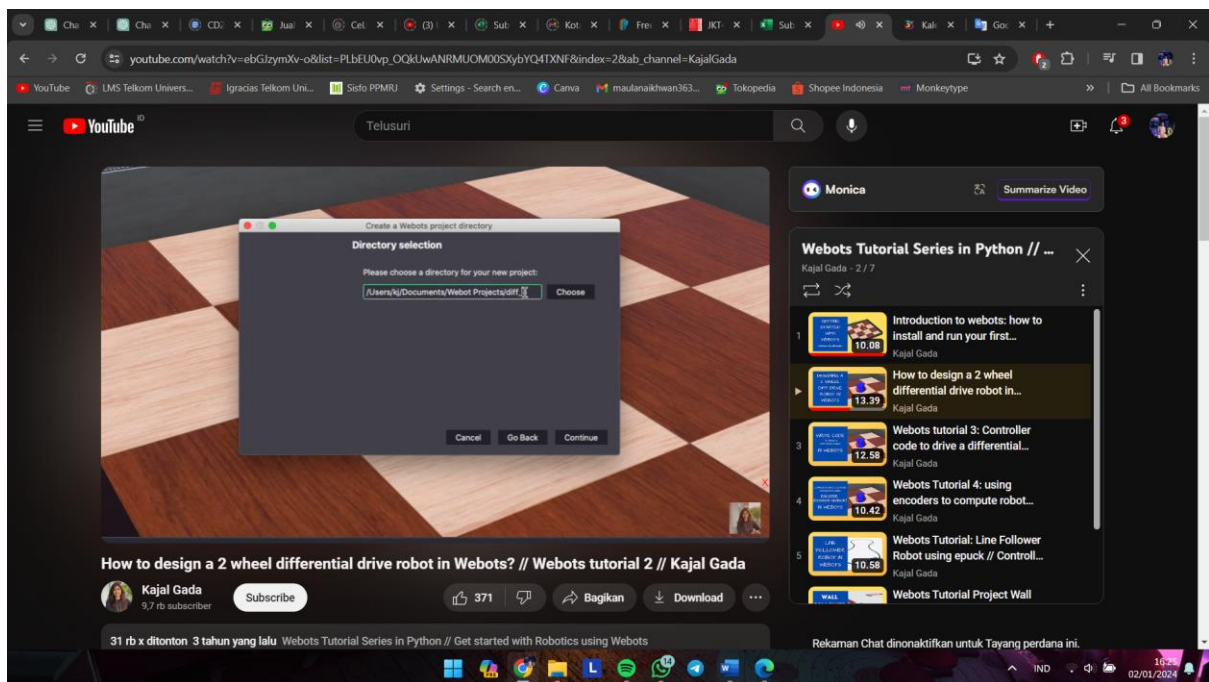 Cha
Cha
CD:
Jual
Cel
(3)
Sub
Kot
Fre
JKT-
Sub
Kal
Goc
youtube.com/watch?v=ebGJzymXv-o&list=PLbEU0vp_OQkUwANRMUOM00SXybYQ4TXNF&index=2&ab_channel=KajalGada
YouTube
LMS Telkom Univers...
Igracias Telkom Uni...
Sisfo PPMRJ
Settings - Search en...
Canva
maulanaikhwan363...
Tokopedia
Shopee Indonesia
Monkeytype
»
All Bookmarks
YouTube ID
Telusuri
3
Create a Webots project directory
Directory selection
Please choose a directory for your new project:
/Users/kj/Documents/Webot Projects/diff_
Choose
Cancel Go Back Continue
X
How to design a 2 wheel differential drive robot in Webots? // Webots tutorial 2 // Kajal Gada
Kajal Gada
9,7 rb subscriber
Subscribe
371
Bagikan
Download
31 rb x ditonton 3 tahun yang lalu Webots Tutorial Series in Python // Get started with Robotics using Webots
Monica
Summarize Video
Webots Tutorial Series in Python // ...
Kajal Gada - 2 / 7
1
10.08
Introduction to webots: how to
install and run your first...
Kajal Gada
13.39
How to design a 2 wheel
differential drive robot in...
Kajal Gada
3
12.58
Webots tutorial 3: Controller
code to drive a differential...
Kajal Gada
4
10.42
Webots Tutorial 4: using
encoders to compute robot...
Kajal Gada
5
10.58
Webots Tutorial: Line Follower
Robot using epuck // Controll...
Kajal Gada
WALL
Webots Tutorial Project Wall
Rekaman Chat dinonaktifkan untuk Tayang perdana ini.
IND
16:25
02/01/2024